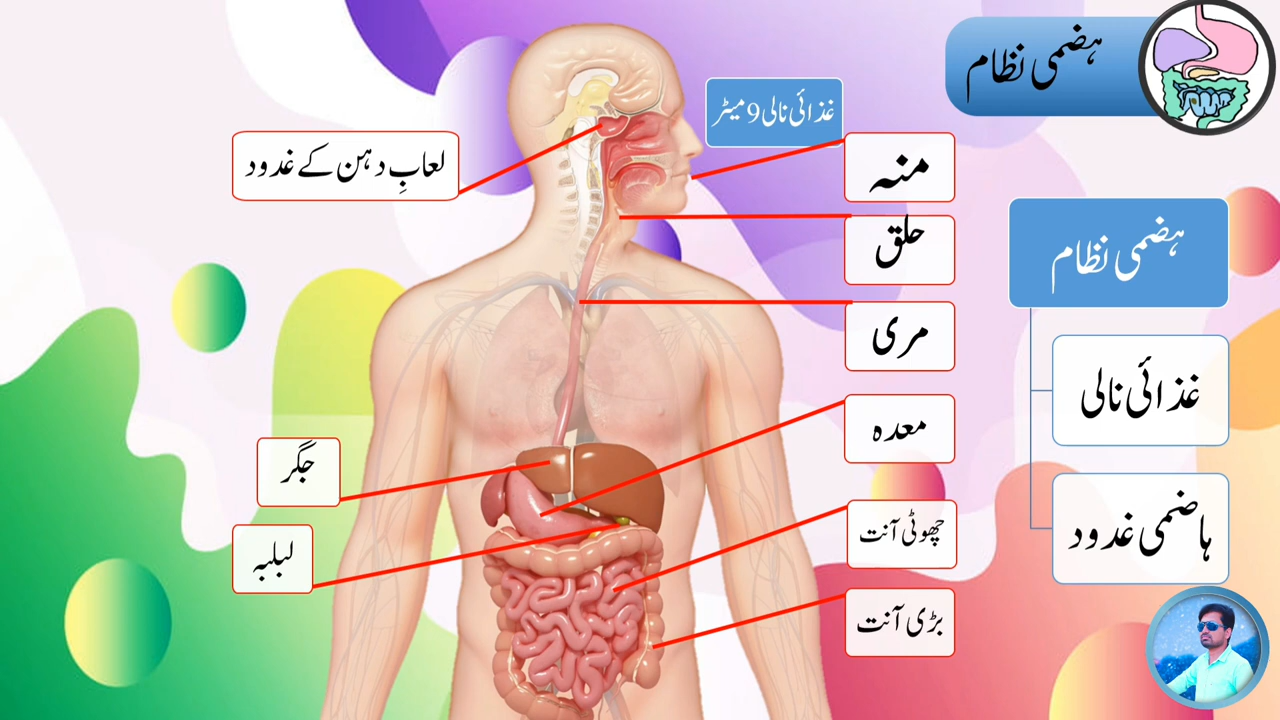 ہضمی نظام
غذائی نالی 9 میٹر
منہ
لعابِ دہن کے غدود
حلق
ہضمی نظام
مری
غذائی نالی
معدہ
جگر
چھوٹی آنت
ہاضمی غدود
لبلبہ
بڑی آنت